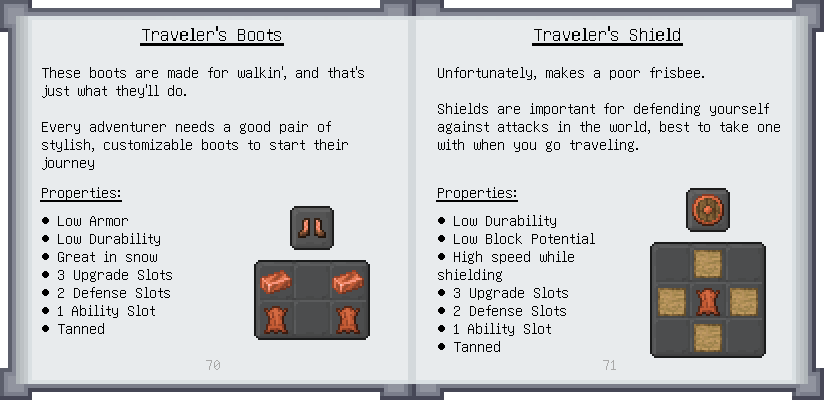 Traveler's Boots
These boots are made for walkin', and that's
just what they'll do.
Every adventurer needs a good pair of
stylish, customizable boots to start their
journey
Properties:
● Low Armor
● Low Durability
● Great in snow
● 3 Upgrade Slots
● 2 Defense Slots
● 1 Ability Slot
● Tanned
70
Traveler's Shield
Unfortunately, makes a poor frisbee.
Shields are important for defending yourself
against attacks in the world, best to take one
with when you go traveling.
Properties:
● Low Durability
● Low Block Potential
● High speed while
shielding
● 3 Upgrade Slots
● 2 Defense Slots
● 1 Ability Slot
● Tanned
71